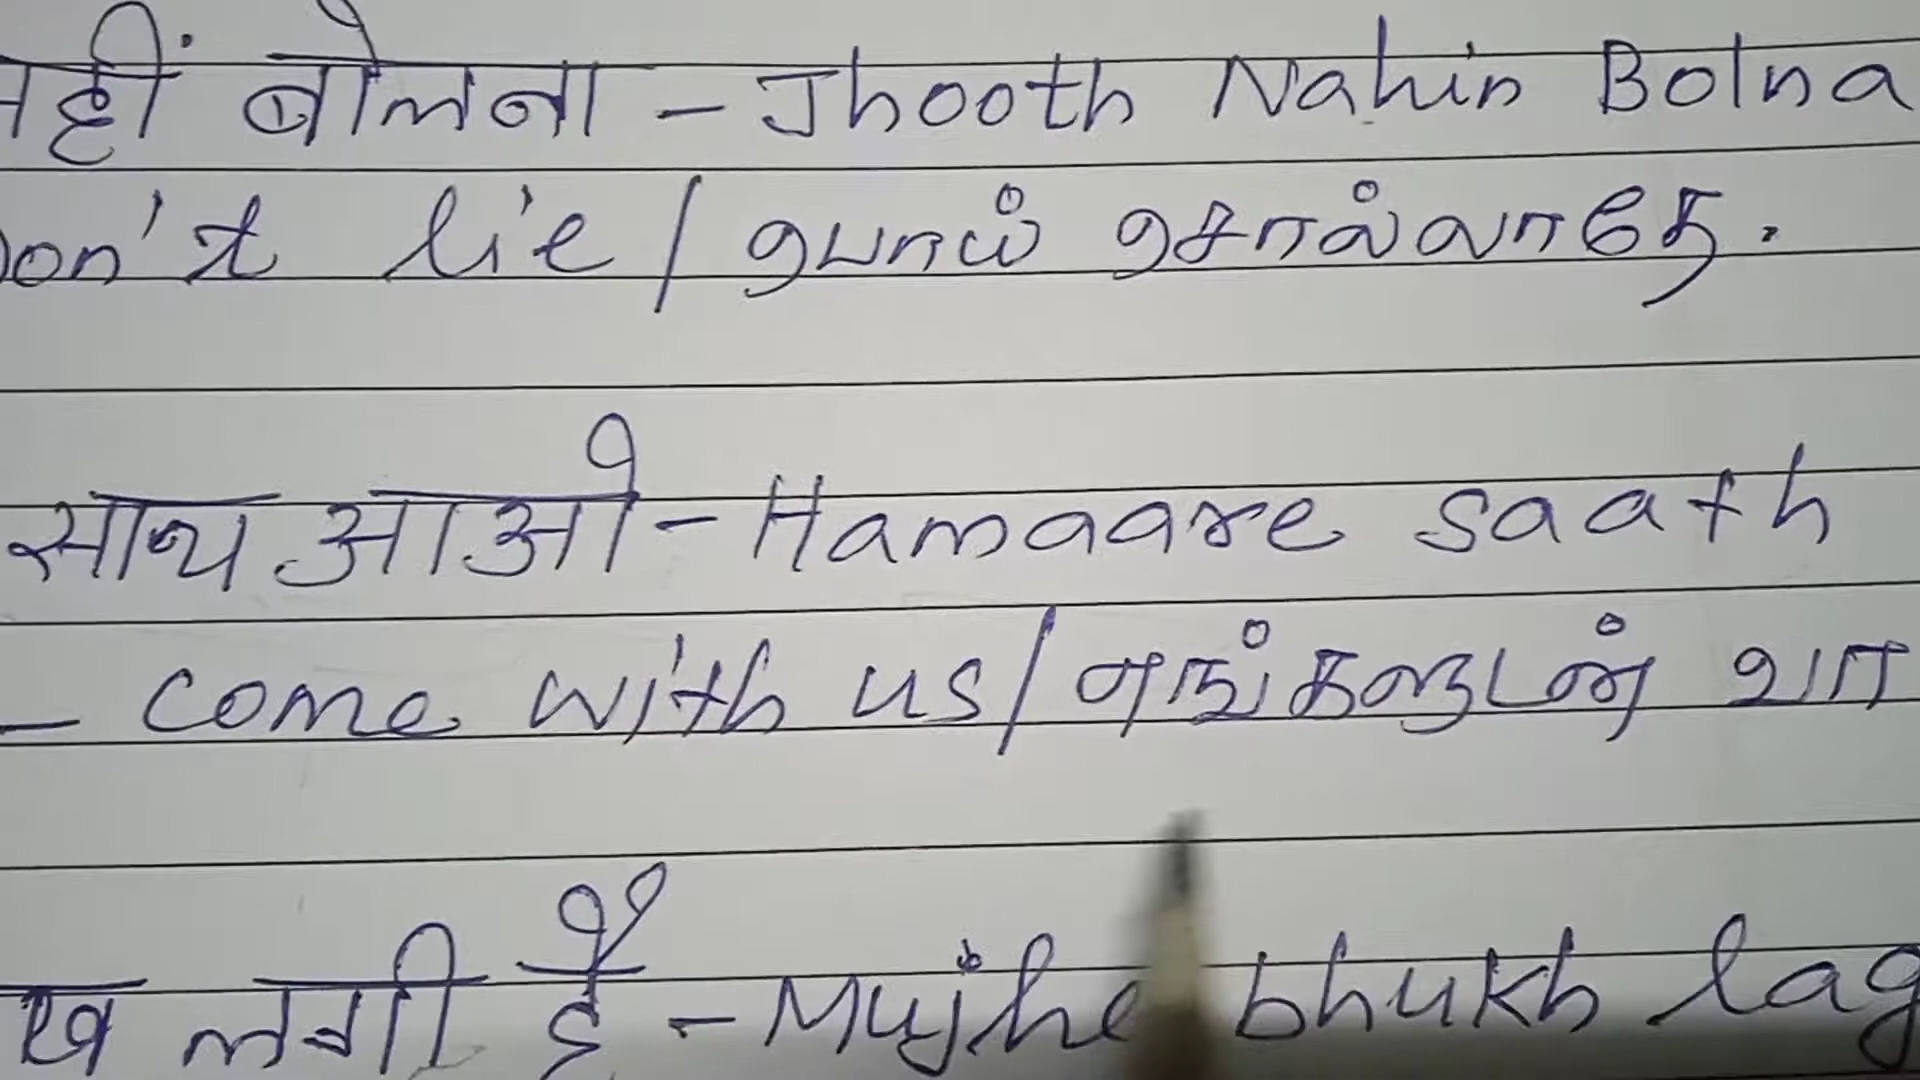 नहीं बोलना - Jhooth Nahin Bolna
Don't lie / பொய் சொல்லாதே.
साथ आओ - Hamaare saath
- come with us / எங்களுடன் வா
ख लगी है - Mujhe bhukh lag